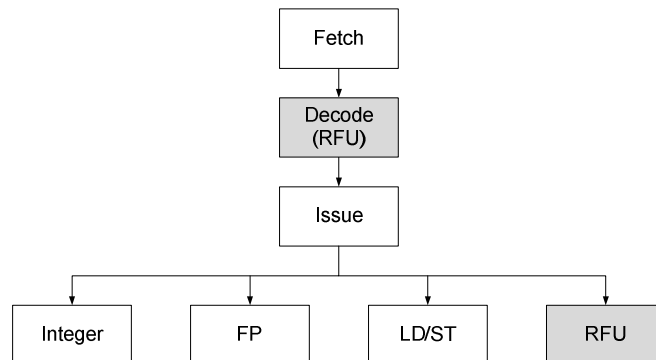 Fetch
Decode
(RFU)
Issue
Integer
FP
LD/ST
RFU